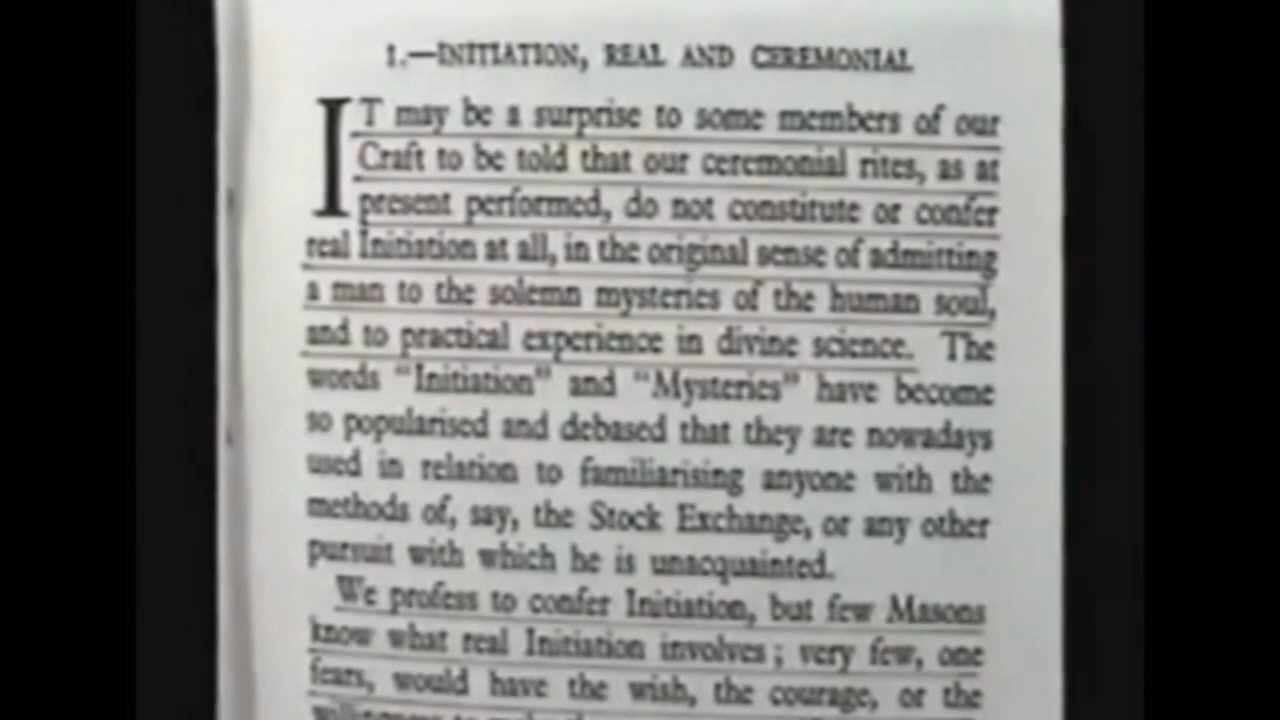 1.—INITIATION, REAL AND CEREMONIAL
IT may be a surprise to some members of our
Craft to be told that our ceremonial rites, as at
present performed, do not constitute or confer
real Initiation at all, in the original sense of admitting
a man to the solemn mysteries of the human soul,
and to practical experience in divine science. The
words “Initiation” and “Mysteries” have become
so popularised and debased that they are nowadays
used in relation to familiarising anyone with the
methods of, say, the Stock Exchange, or any other
pursuit with which he is unacquainted.
We profess to confer Initiation, but few Masons
know what real Initiation involves; very few, one
fears, would have the wish, the courage, or the